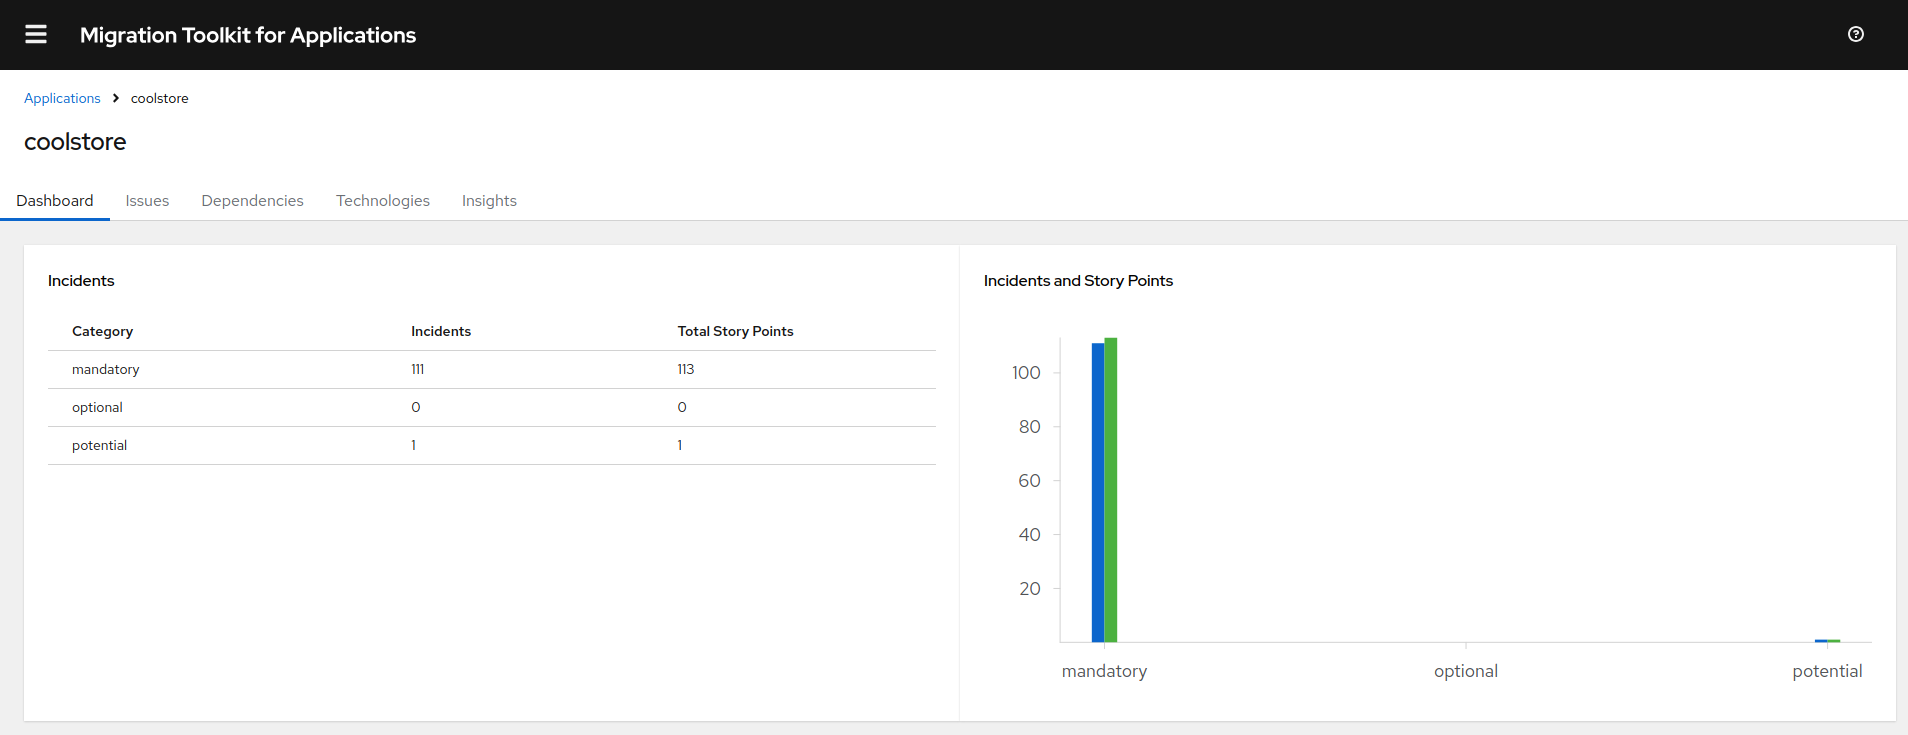 Migration Toolkit for Applications
Applications > coolstore
coolstore
Dashboard Issues Dependencies Technologies Insights
Incidents
Category Incidents Total Story Points
mandatory 111 113
optional 0 0
potential 1 1
Incidents and Story Points
100
80
60
40
20
mandatory optional potential